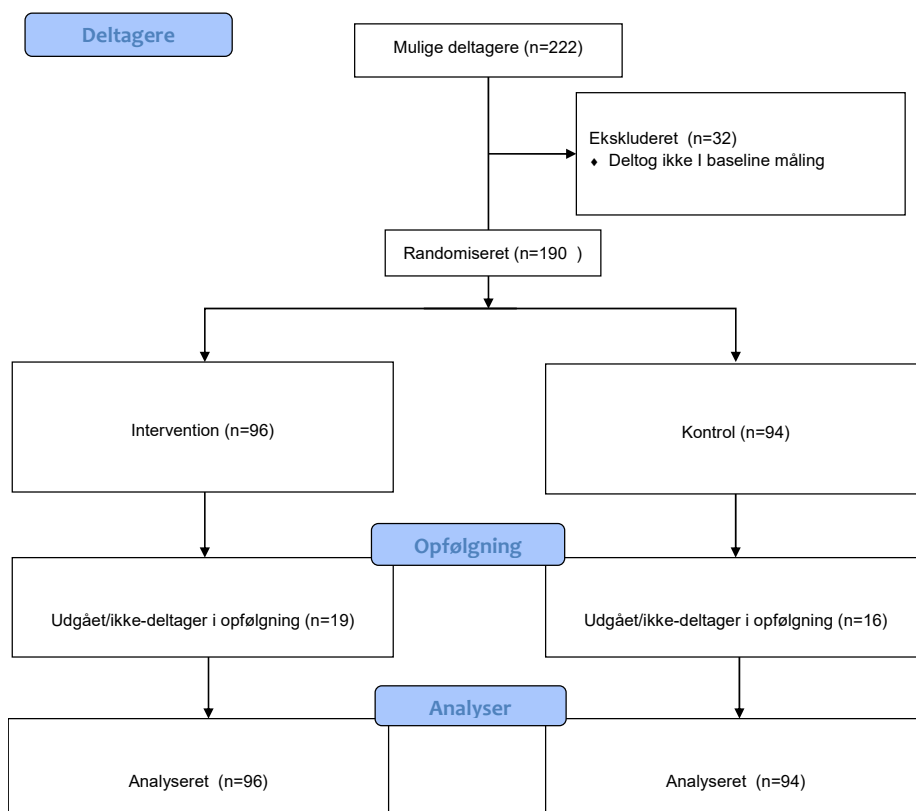 Deltagere
Mulige deltagere (n=222)
Ekskluderet  (n=32)
♦ Deltog ikke I baseline måling
Randomiseret (n=190  )
Intervention (n=96)
Kontrol (n=94)
Opfølgning
Udgået/ikke-deltager i opfølgning (n=19)
Udgået/ikke-deltager i opfølgning (n=16)
Analyser
Analyseret  (n=96)
Analyseret  (n=94)